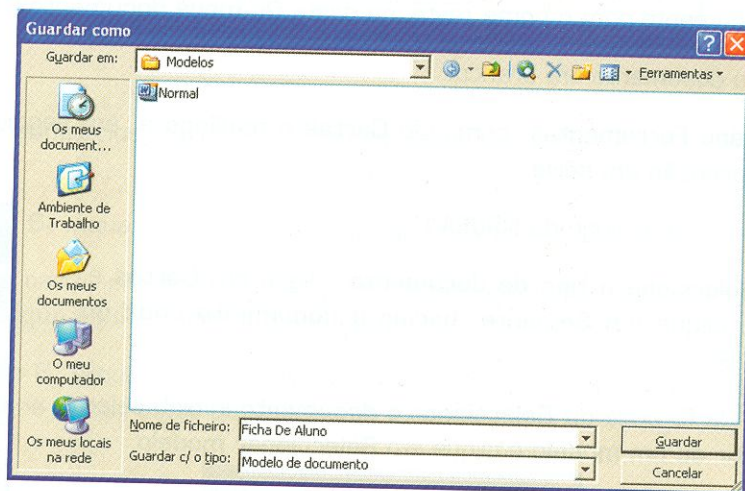 Guardar como
Guardar em:
Modelos
Ferramentas
Normal
Os meus
document...
Ambiente de
Trabalho
Os meus
documentos
O meu
computador
Os meus locais
na rede
Nome de ficheiro:
Ficha De Aluno
Guardar
Guardar c/ o tipo:
Modelo de documento
Cancelar